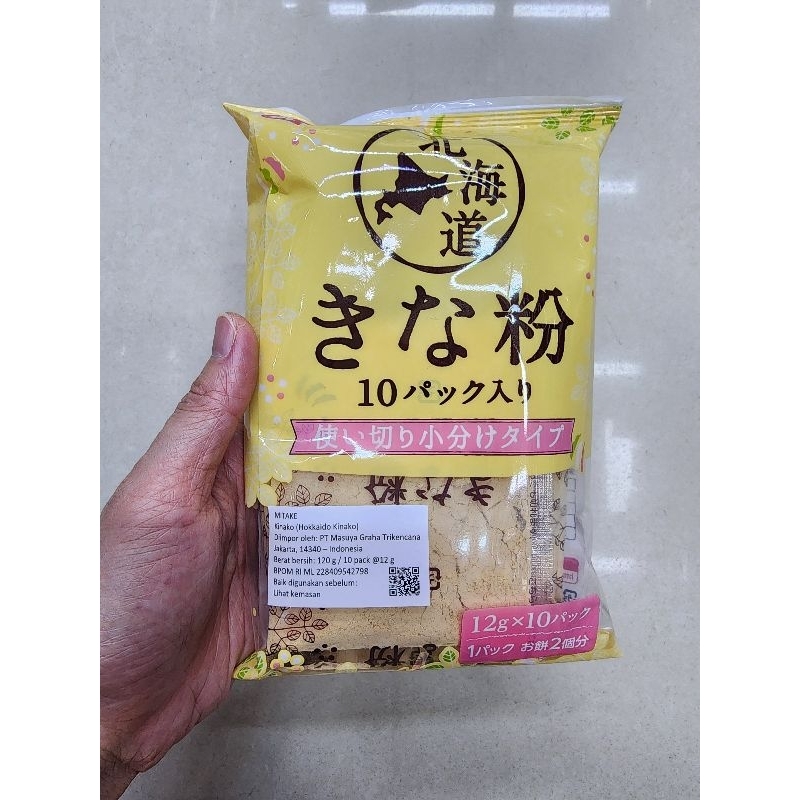 北海道
きな粉
10パック入り
使い切り小分けタイプ
きな粉
MITAKE
Kinako (Hokkaido Kinako)
Diimpor oleh: PT Masuya Graha Trikencana
Jakarta, 14340 – Indonesia
Berat bersih: 120 g / 10 pack @12 g
BPOM RI ML 228409542798
Baik digunakan sebelum:
Lihat kemasan
12g×10パック
1パック お餅2個分